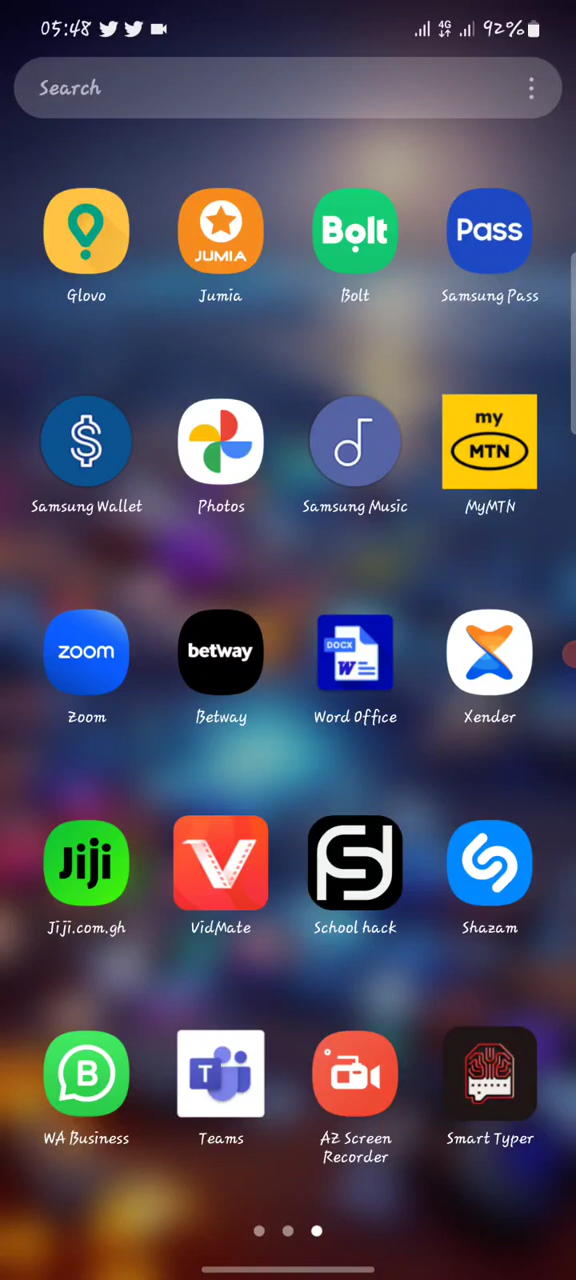 05:48 4G 92%
Search
JUMIA Bolt Pass
Glovo Jumia Bolt Samsung Pass
$ my
MTN
Samsung Wallet Photos Samsung Music MyMTN
zoom betway DOCX
W
Zoom Betway Word Office Xender
Jiji
Jiji.com.gh VidMate School hack Shazam
B T
WA Business Teams AZ Screen Recorder Smart Typer